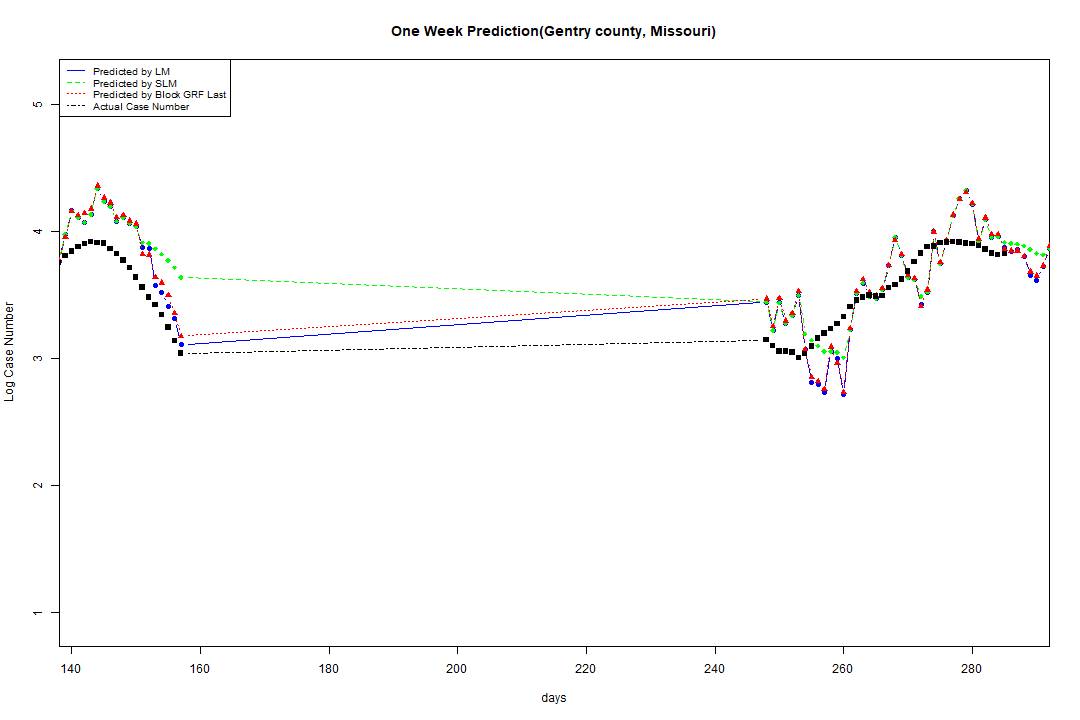 One Week Prediction(Gentry county, Missouri)
Predicted by LM
Predicted by SLM
Predicted by Block GRF Last
Actual Case Number
5
4
3
2
1
Log Case Number
140 160 180 200 220 240 260 280
days